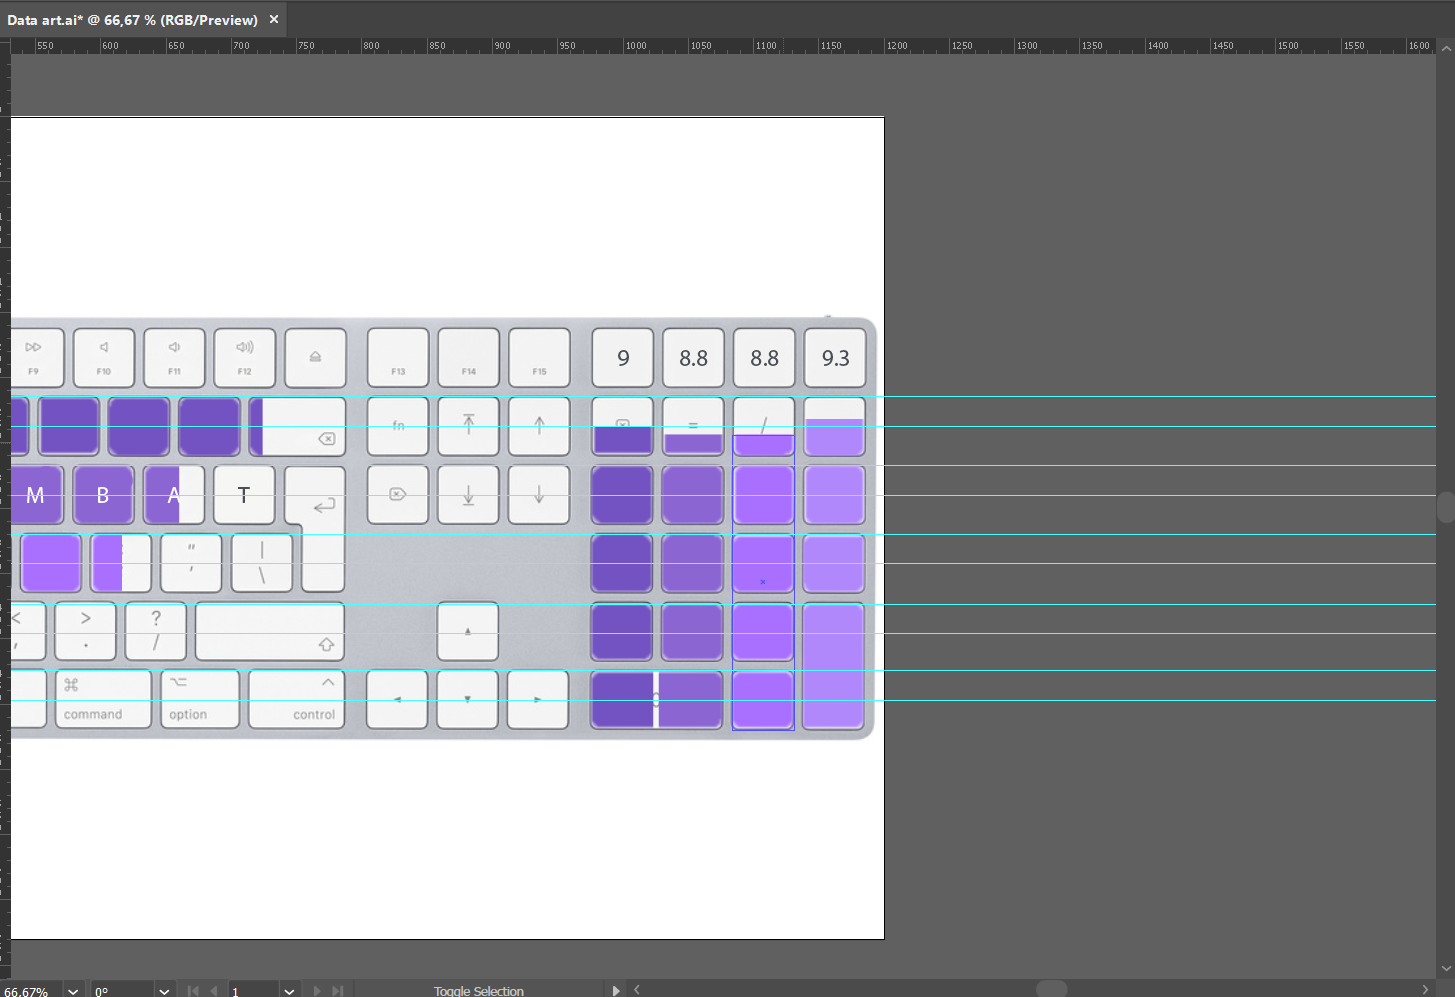 Data art.ai* @ 66,67 % (RGB/Preview) ×
550 600 650 700 750 800 850 900 950 1000 1050 1100 1150 1200 1250 1300 1350 1400 1450 1500 1550 1600
9 8.8 8.8 9.3
F9 F10 F11 F12 F13 F14 F15
fn = /
M B A T
" |
' \
< > ?
, . /
⌘ ⌥ ^
command option control
66,67% 0° 1 Toggle Selection